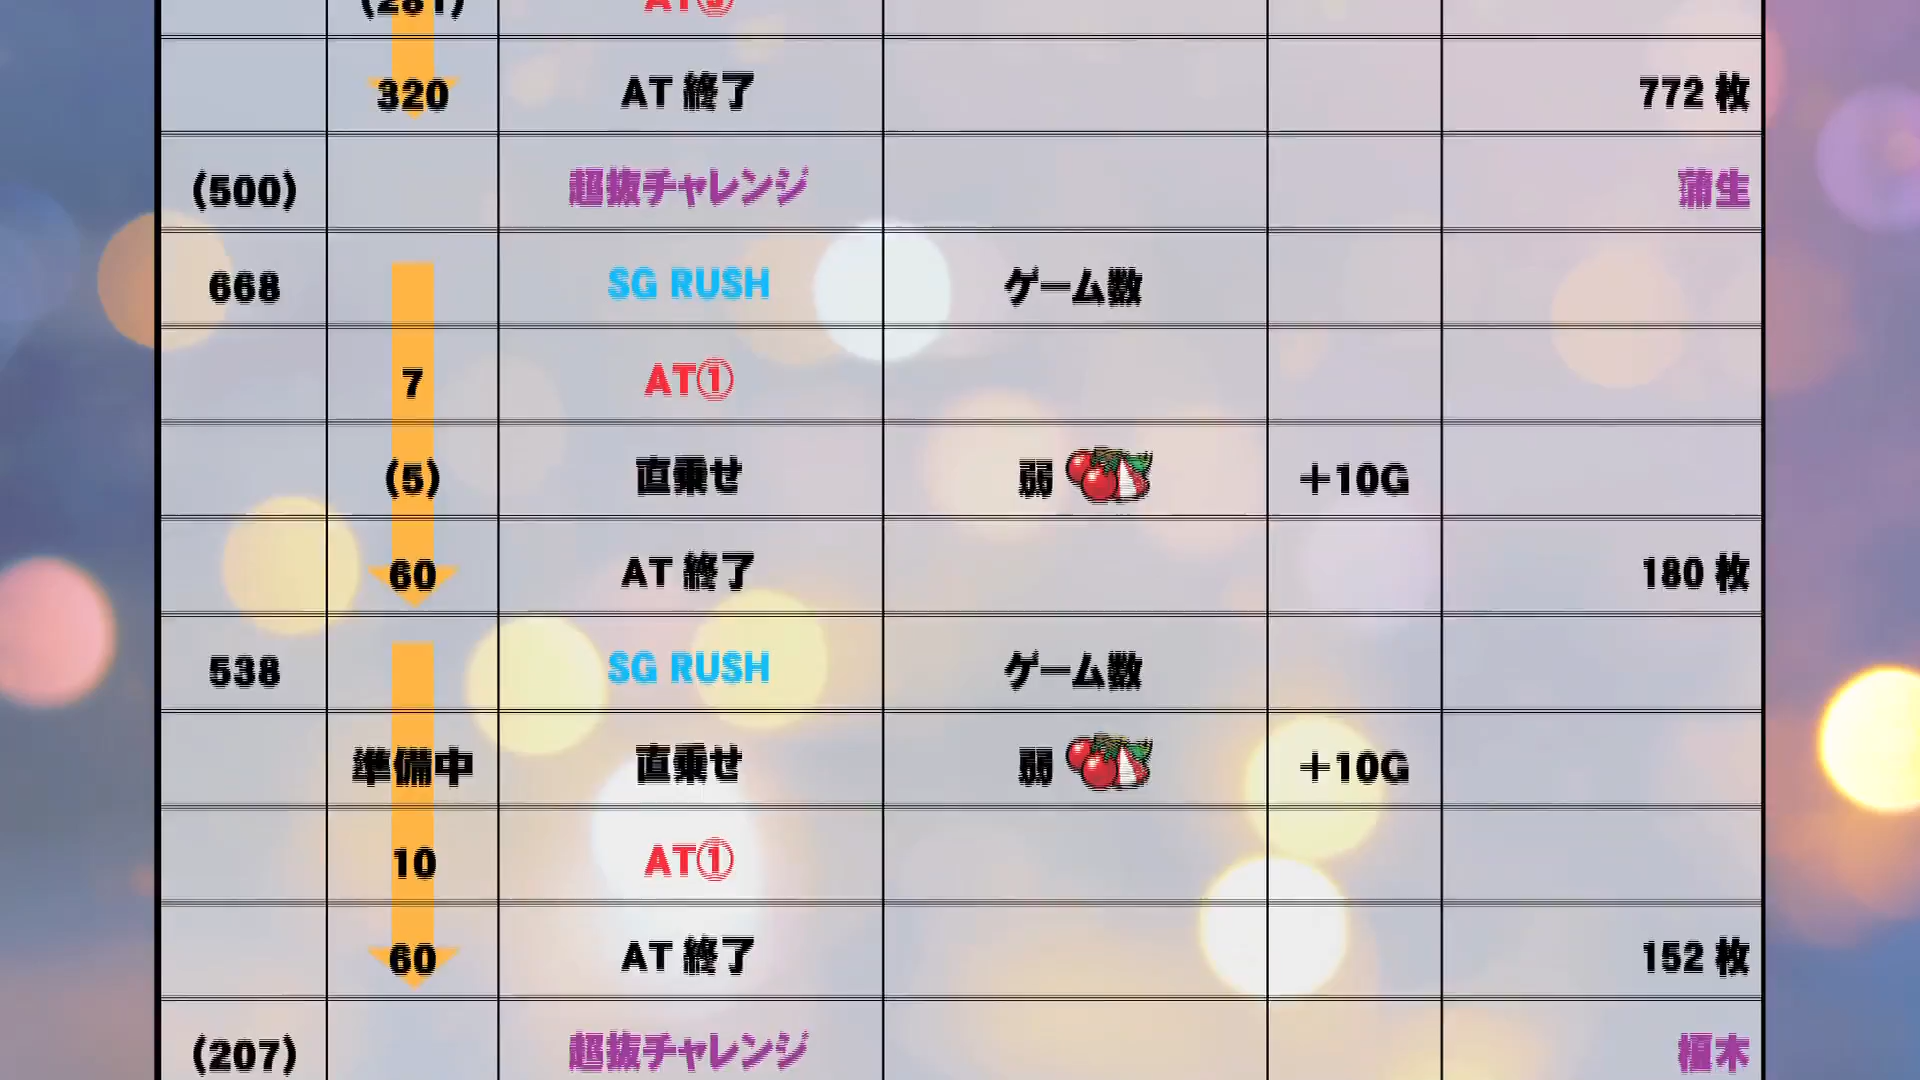 (281) AT③
320 AT 終了 772 枚
(500) 超抜チャレンジ 蒲生
668 SG RUSH ゲーム数
7 AT①
(5) 直乗せ 弱 +10G
60 AT 終了 180 枚
538 SG RUSH ゲーム数
準備中 直乗せ 弱 +10G
10 AT①
60 AT 終了 152 枚
(207) 超抜チャレンジ 榎木